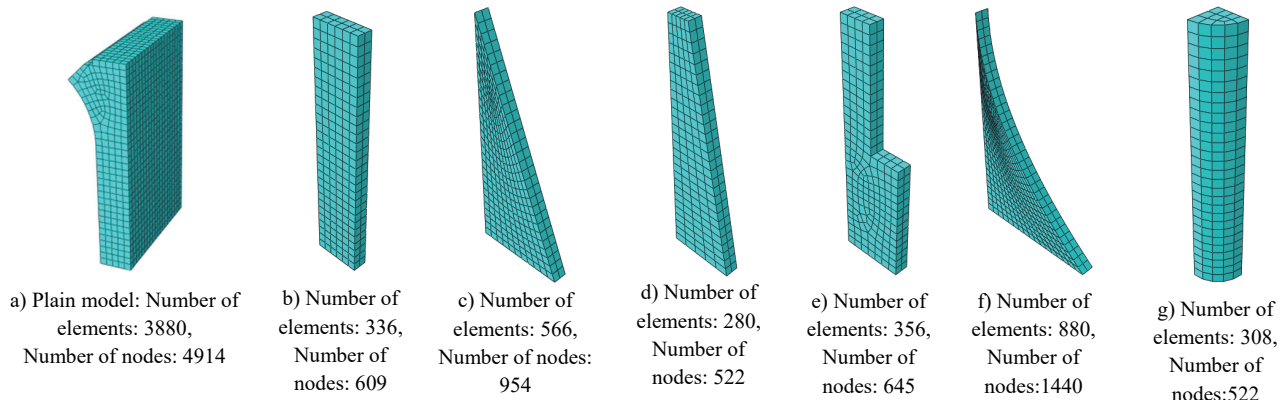 a) Plain model: Number of
elements: 3880,
Number of nodes: 4914
b) Number of
elements: 336,
Number of
nodes: 609
c) Number of
elements: 566,
Number of nodes:
954
d) Number of
elements: 280,
Number of
nodes: 522
e) Number of
elements: 356,
Number of
nodes: 645
f) Number of
elements: 880,
Number of
nodes:1440
g) Number of
elements: 308,
Number of
nodes:522